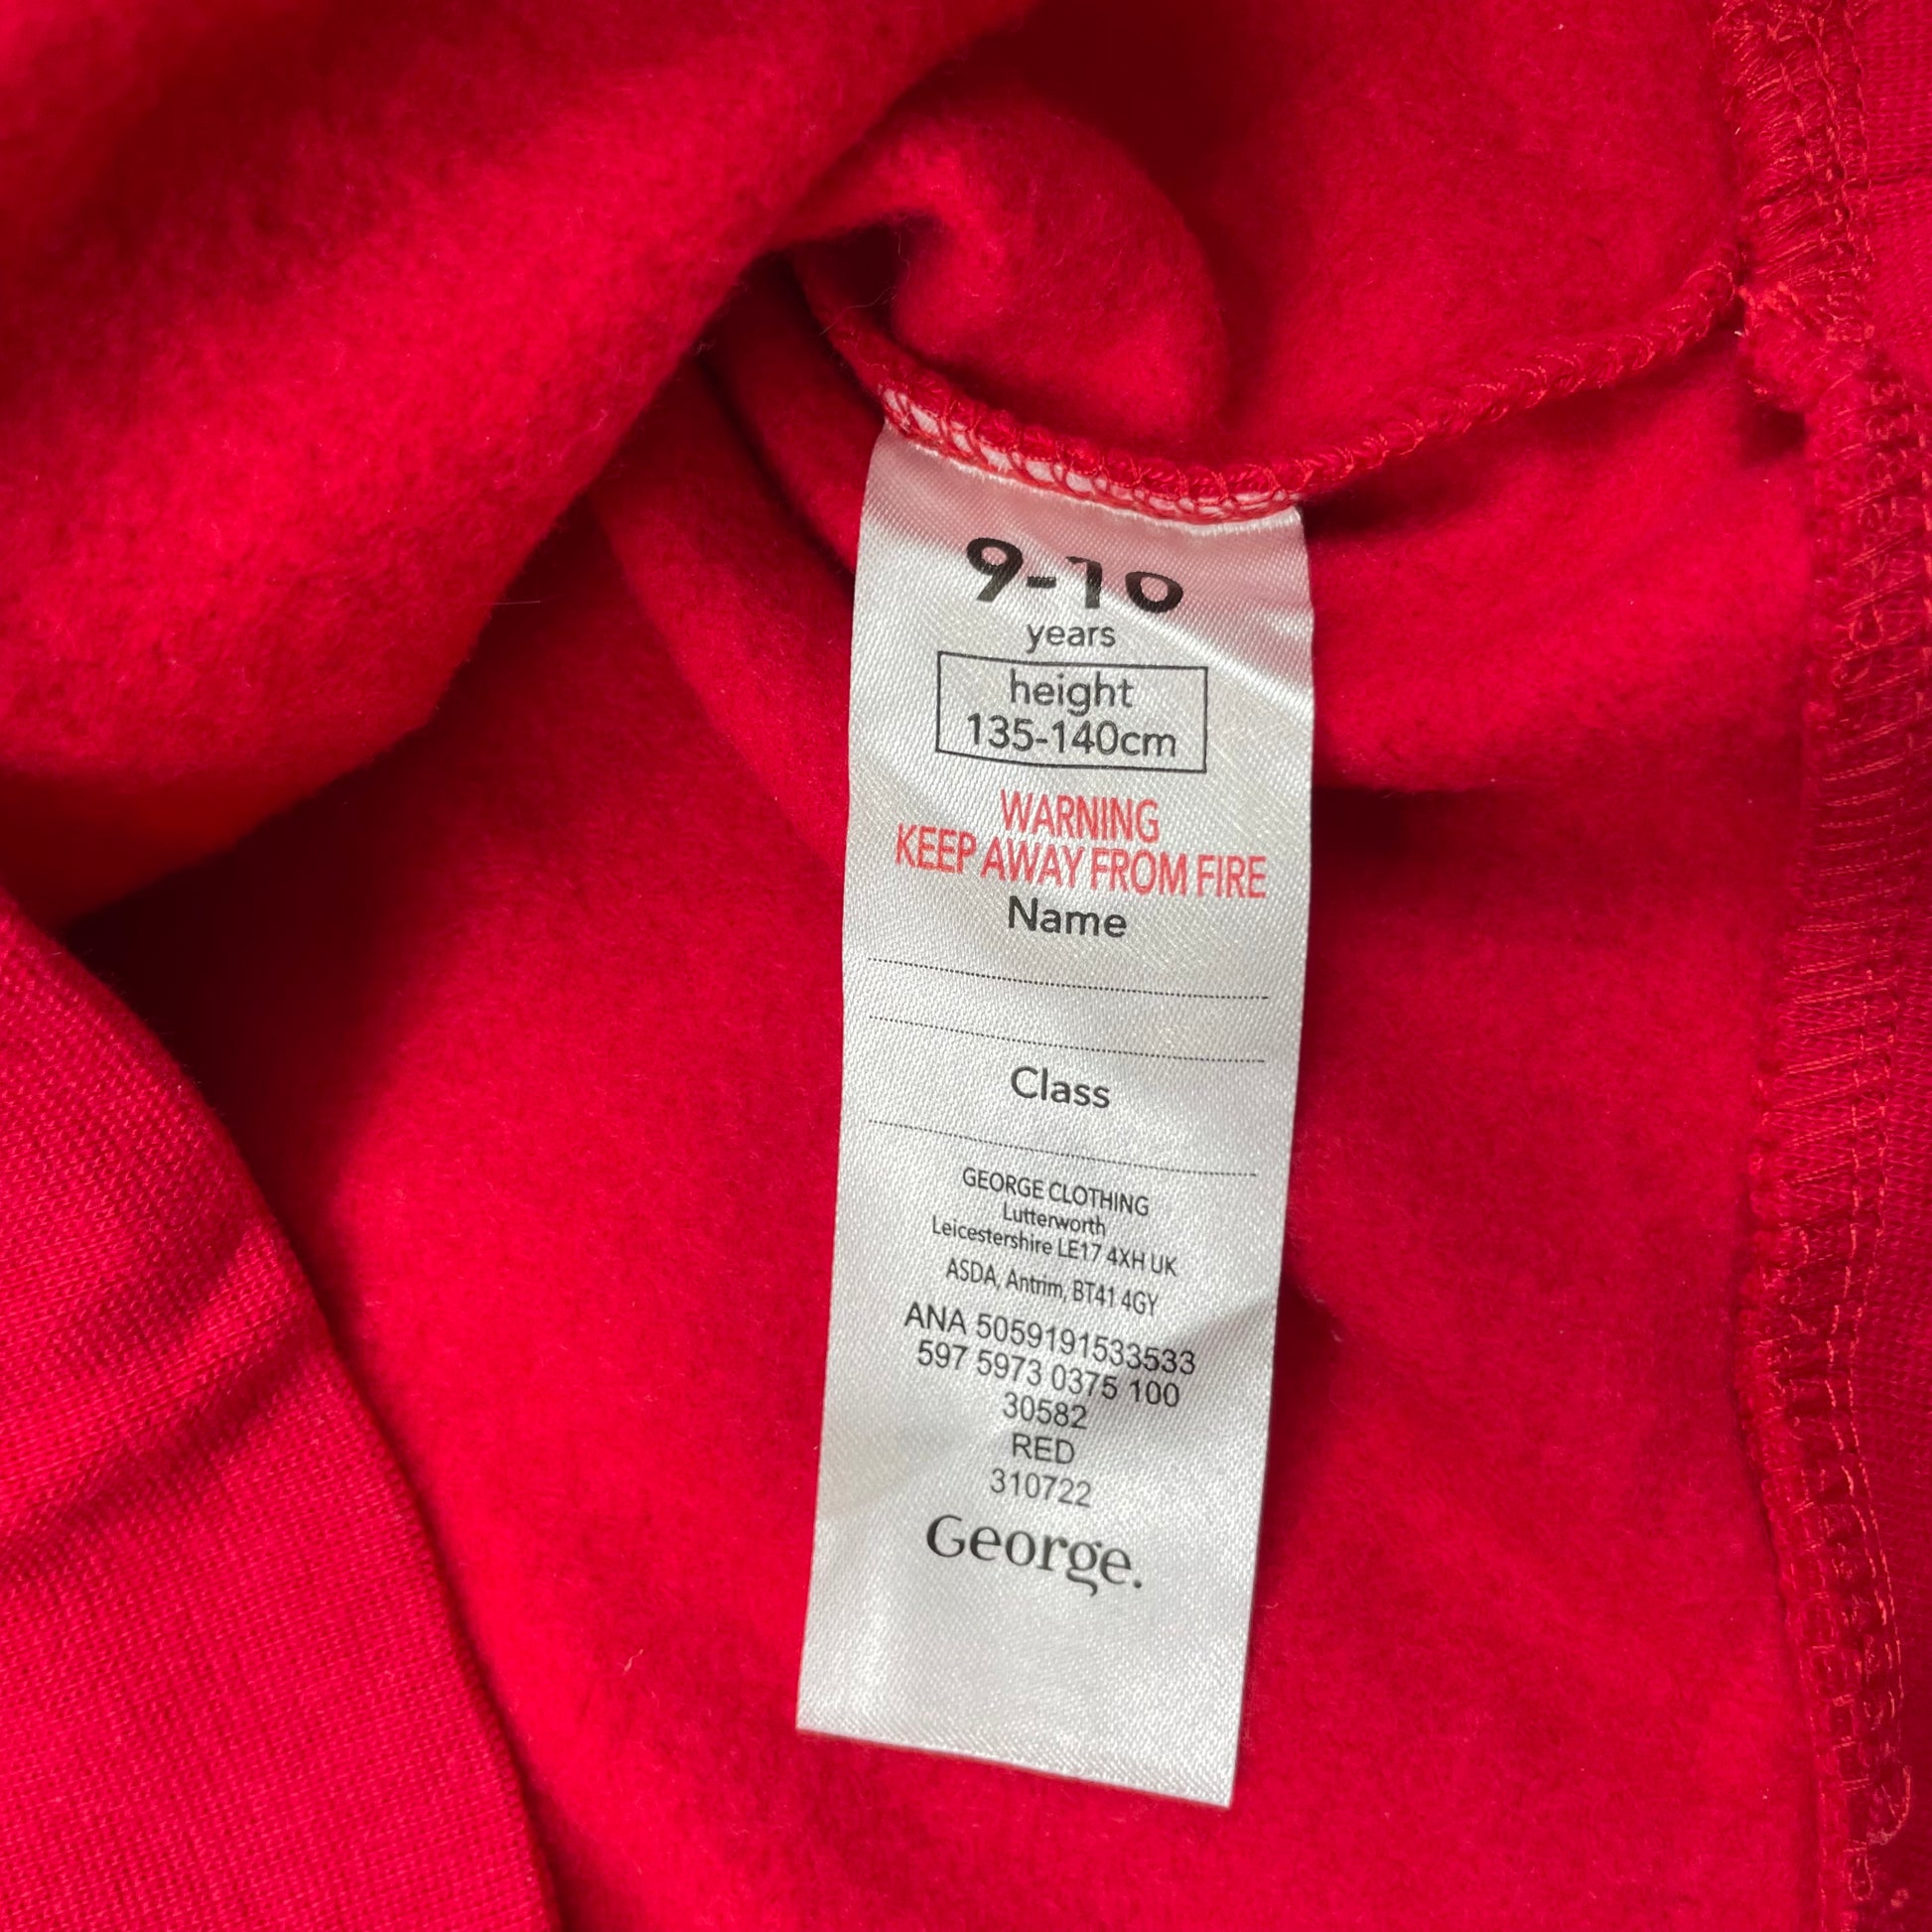 9-10
years
height
135-140cm
WARNING
KEEP AWAY FROM FIRE
Name
Class
GEORGE CLOTHING
Lutterworth
Leicestershire LE17 4XH UK
ASDA, Antrim, BT41 4GY
ANA 5059191533533
597 5973 0375 100
30582
RED
310722
George.